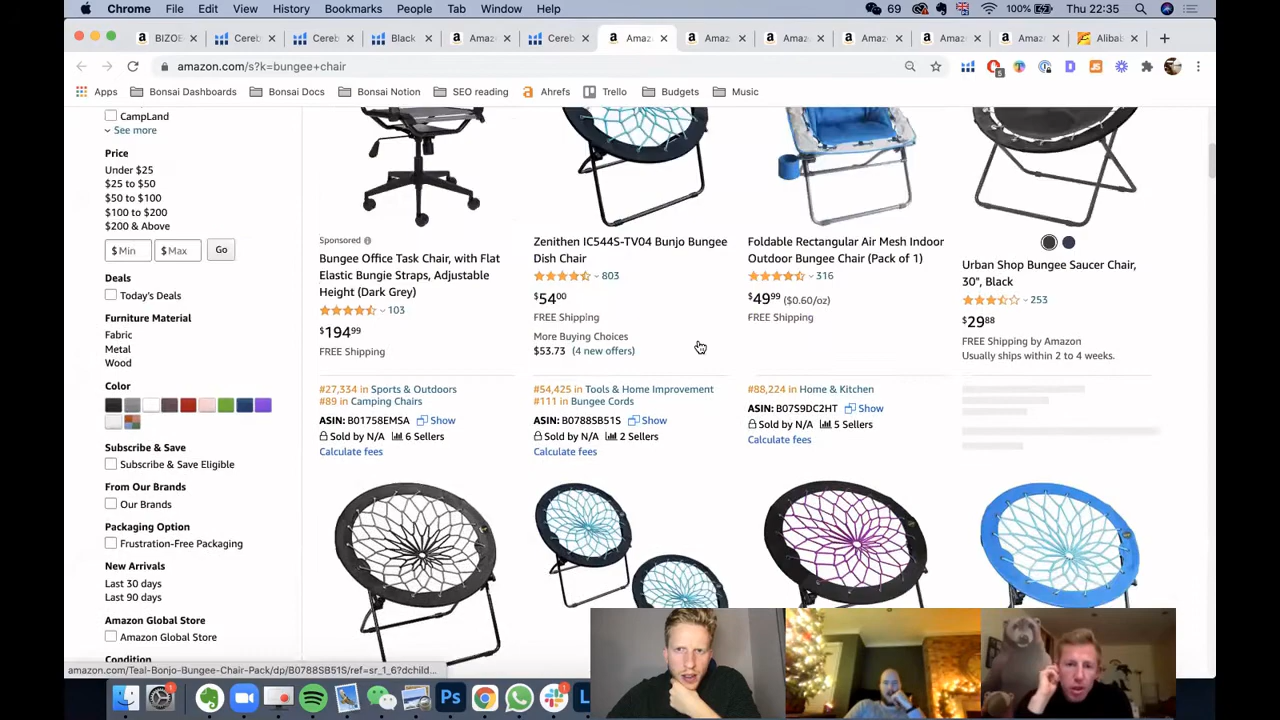 Chrome File Edit View History Bookmarks People Tab Window Help
69 100% Thu 22:35
BIZOE Cereb Cereb Black Amaz Cereb Amaz Amaz Amaz Amaz Amaz Amaz Alibab
amazon.com/s?k=bungee+chair
5
Apps Bonsai Dashboards Bonsai Docs Bonsai Notion SEO reading Ahrefs Trello Budgets Music
CampLand
See more
Price
Under $25
$25 to $50
$50 to $100
$100 to $200
$200 & Above
$ Min $ Max Go
Deals
Today's Deals
Furniture Material
Fabric
Metal
Wood
Color
Subscribe & Save
Subscribe & Save Eligible
From Our Brands
Our Brands
Packaging Option
Frustration-Free Packaging
New Arrivals
Last 30 days
Last 90 days
Amazon Global Store
Amazon Global Store
Condition
Sponsored
Bungee Office Task Chair, with Flat
Elastic Bungie Straps, Adjustable
Height (Dark Grey)
103
$194⁹⁹
FREE Shipping
#27,334 in Sports & Outdoors
#89 in Camping Chairs
ASIN: B01758EMSA Show
Sold by N/A 6 Sellers
Calculate fees
Zenithen IC544S-TV04 Bunjo Bungee
Dish Chair
803
$54⁰⁰
FREE Shipping
More Buying Choices
$53.73 (4 new offers)
#54,425 in Tools & Home Improvement
#111 in Bungee Cords
ASIN: B0788SB51S Show
Sold by N/A 2 Sellers
Calculate fees
Foldable Rectangular Air Mesh Indoor
Outdoor Bungee Chair (Pack of 1)
316
$49⁹⁹ ($0.60/oz)
FREE Shipping
#88,224 in Home & Kitchen
ASIN: B07S9DC2HT Show
Sold by N/A 5 Sellers
Calculate fees
Urban Shop Bungee Saucer Chair,
30", Black
253
$29⁸⁸
FREE Shipping by Amazon
Usually ships within 2 to 4 weeks.
amazon.com/Teal-Bonjo-Bungee-Chair-Pack/dp/B0788SB51S/ref=sr_1_6?dchild...
1
Ps
1
L